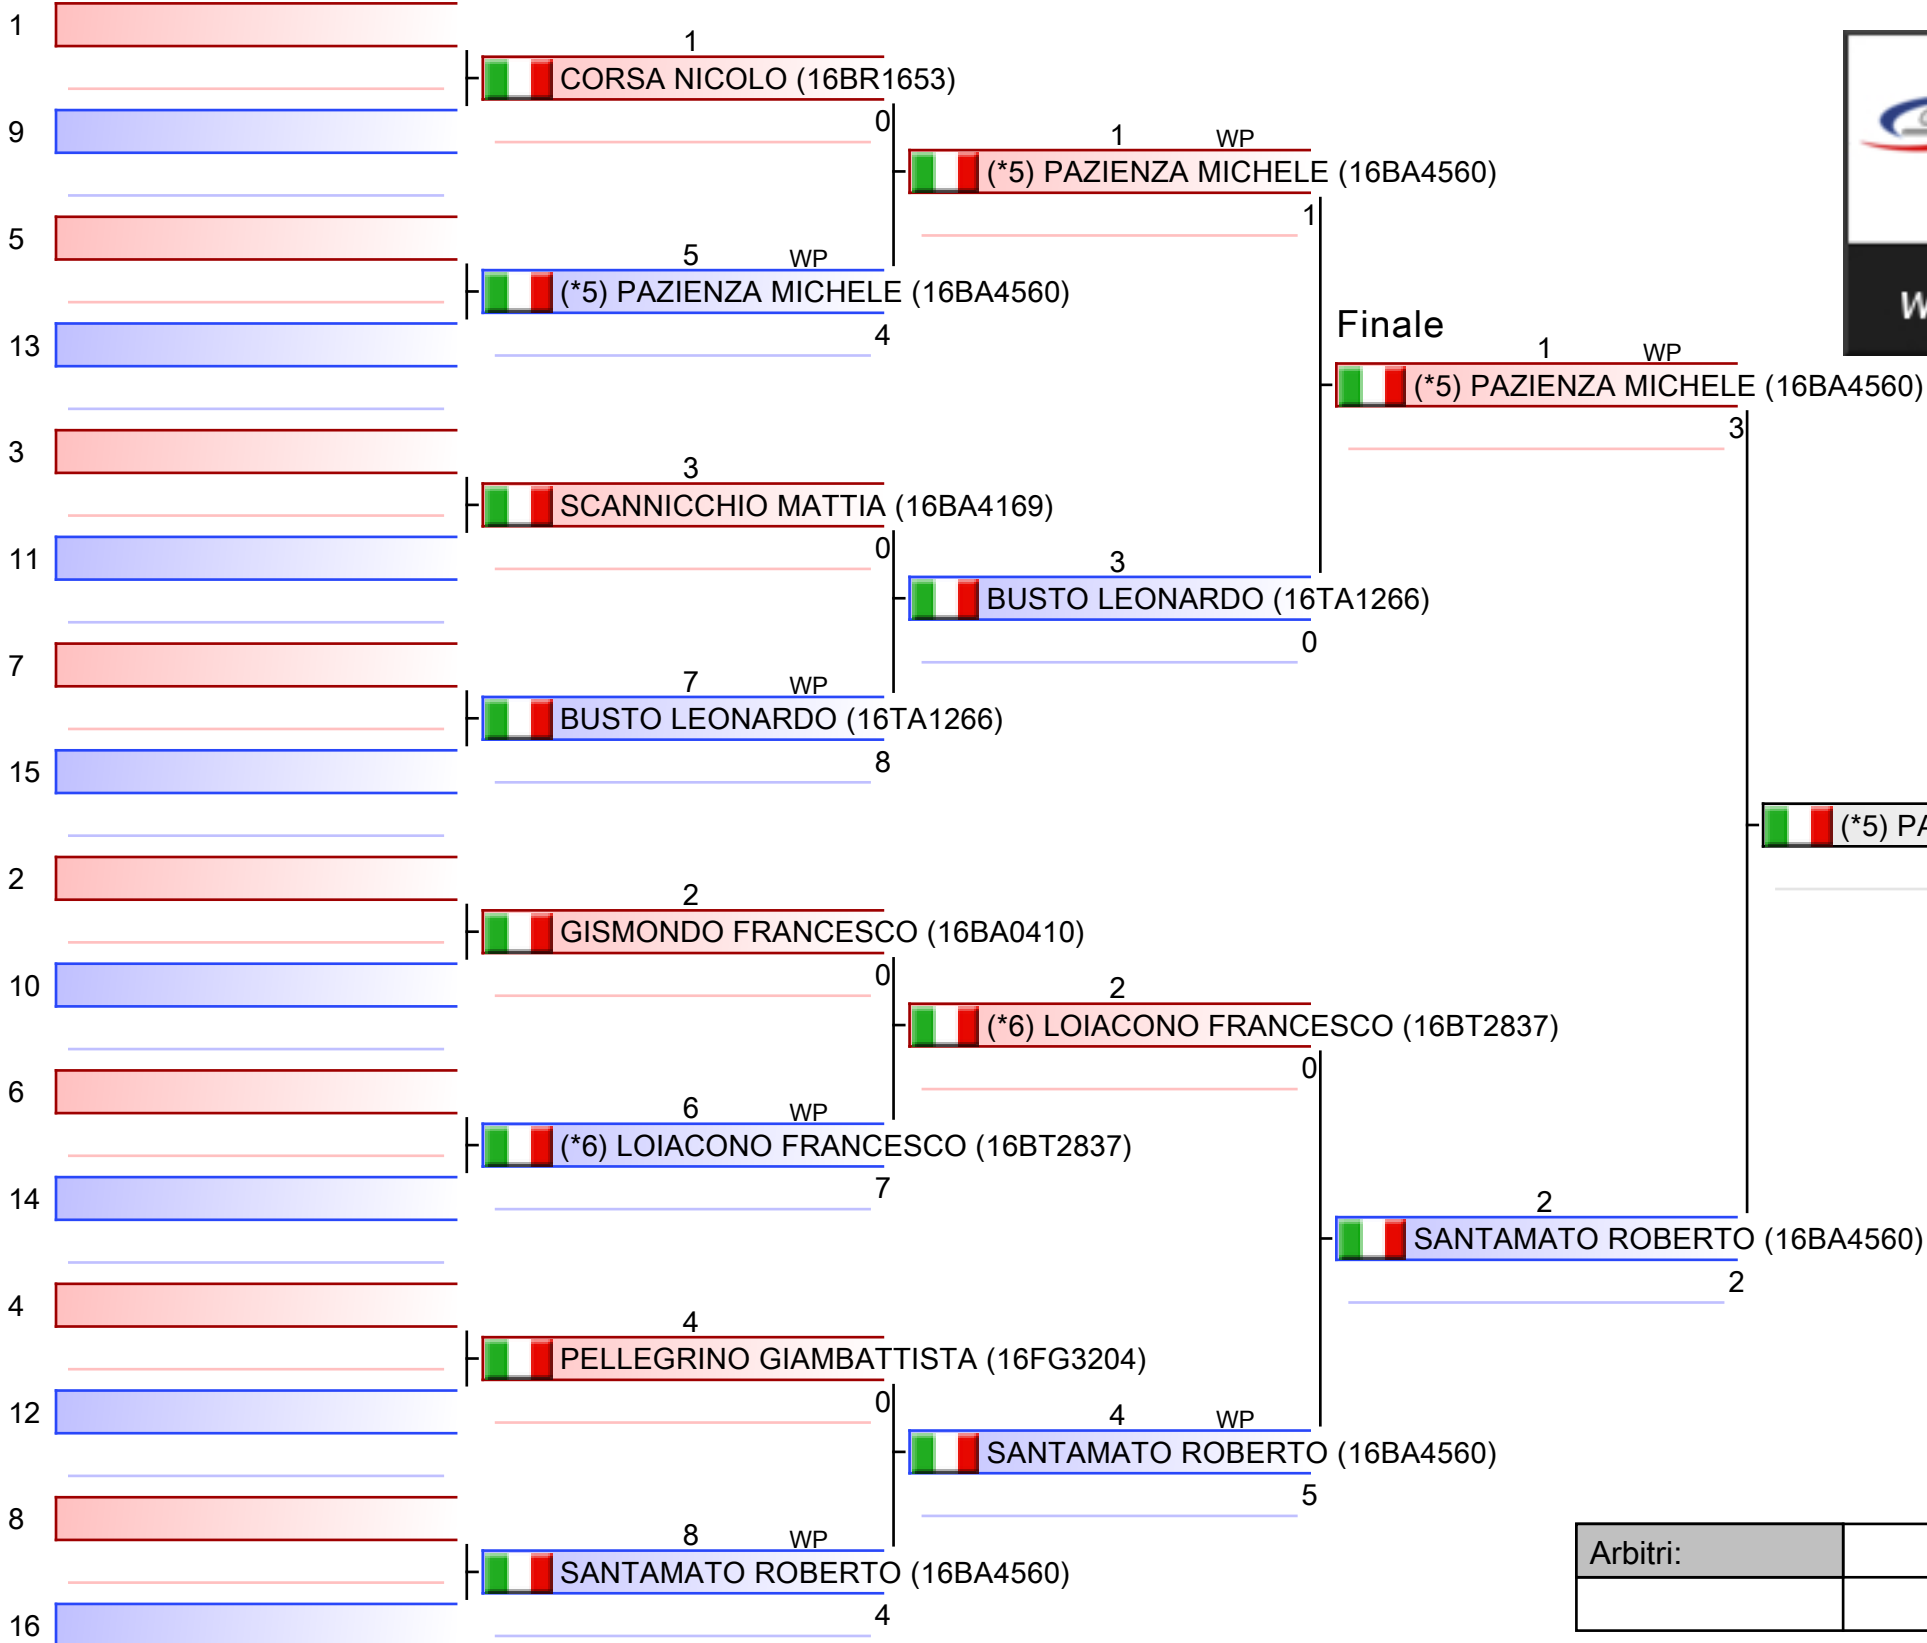 1
9
5
13
3
11
7
15
2
10
6
14
4
12
8
16
1
CORSA NICOLO (16BR1653)
0
5 WP
(*5) PAZIENZA MICHELE (16BA4560)
4
3
SCANNICCHIO MATTIA (16BA4169)
0
7 WP
BUSTO LEONARDO (16TA1266)
8
2
GISMONDO FRANCESCO (16BA0410)
0
6 WP
(*6) LOIACONO FRANCESCO (16BT2837)
7
4
PELLEGRINO GIAMBATTISTA (16FG3204)
0
8 WP
SANTAMATO ROBERTO (16BA4560)
4
1 WP
(*5) PAZIENZA MICHELE (16BA4560)
1
3
BUSTO LEONARDO (16TA1266)
0
2
(*6) LOIACONO FRANCESCO (16BT2837)
0
4 WP
SANTAMATO ROBERTO (16BA4560)
5
Finale
1 WP
(*5) PAZIENZA MICHELE (16BA4560)
3
2
SANTAMATO ROBERTO (16BA4560)
2
(*5) PA
Arbitri: